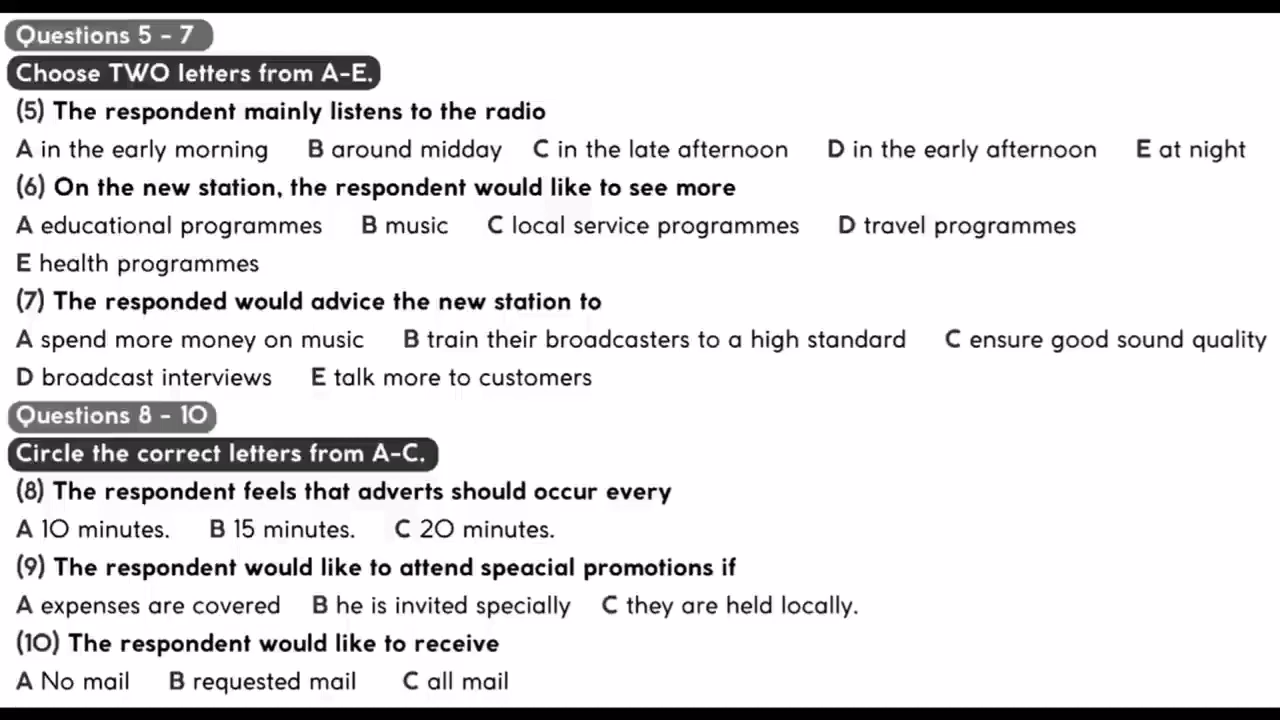 Questions 5 - 7
Choose TWO letters from A-E.
(5) The respondent mainly listens to the radio
A in the early morning B around midday C in the late afternoon D in the early afternoon E at night
(6) On the new station, the respondent would like to see more
A educational programmes B music C local service programmes D travel programmes
E health programmes
(7) The responded would advice the new station to
A spend more money on music B train their broadcasters to a high standard C ensure good sound quality
D broadcast interviews E talk more to customers
Questions 8 - 10
Circle the correct letters from A-C.
(8) The respondent feels that adverts should occur every
A 10 minutes. B 15 minutes. C 20 minutes.
(9) The respondent would like to attend speacial promotions if
A expenses are covered B he is invited specially C they are held locally.
(10) The respondent would like to receive
A No mail B requested mail C all mail